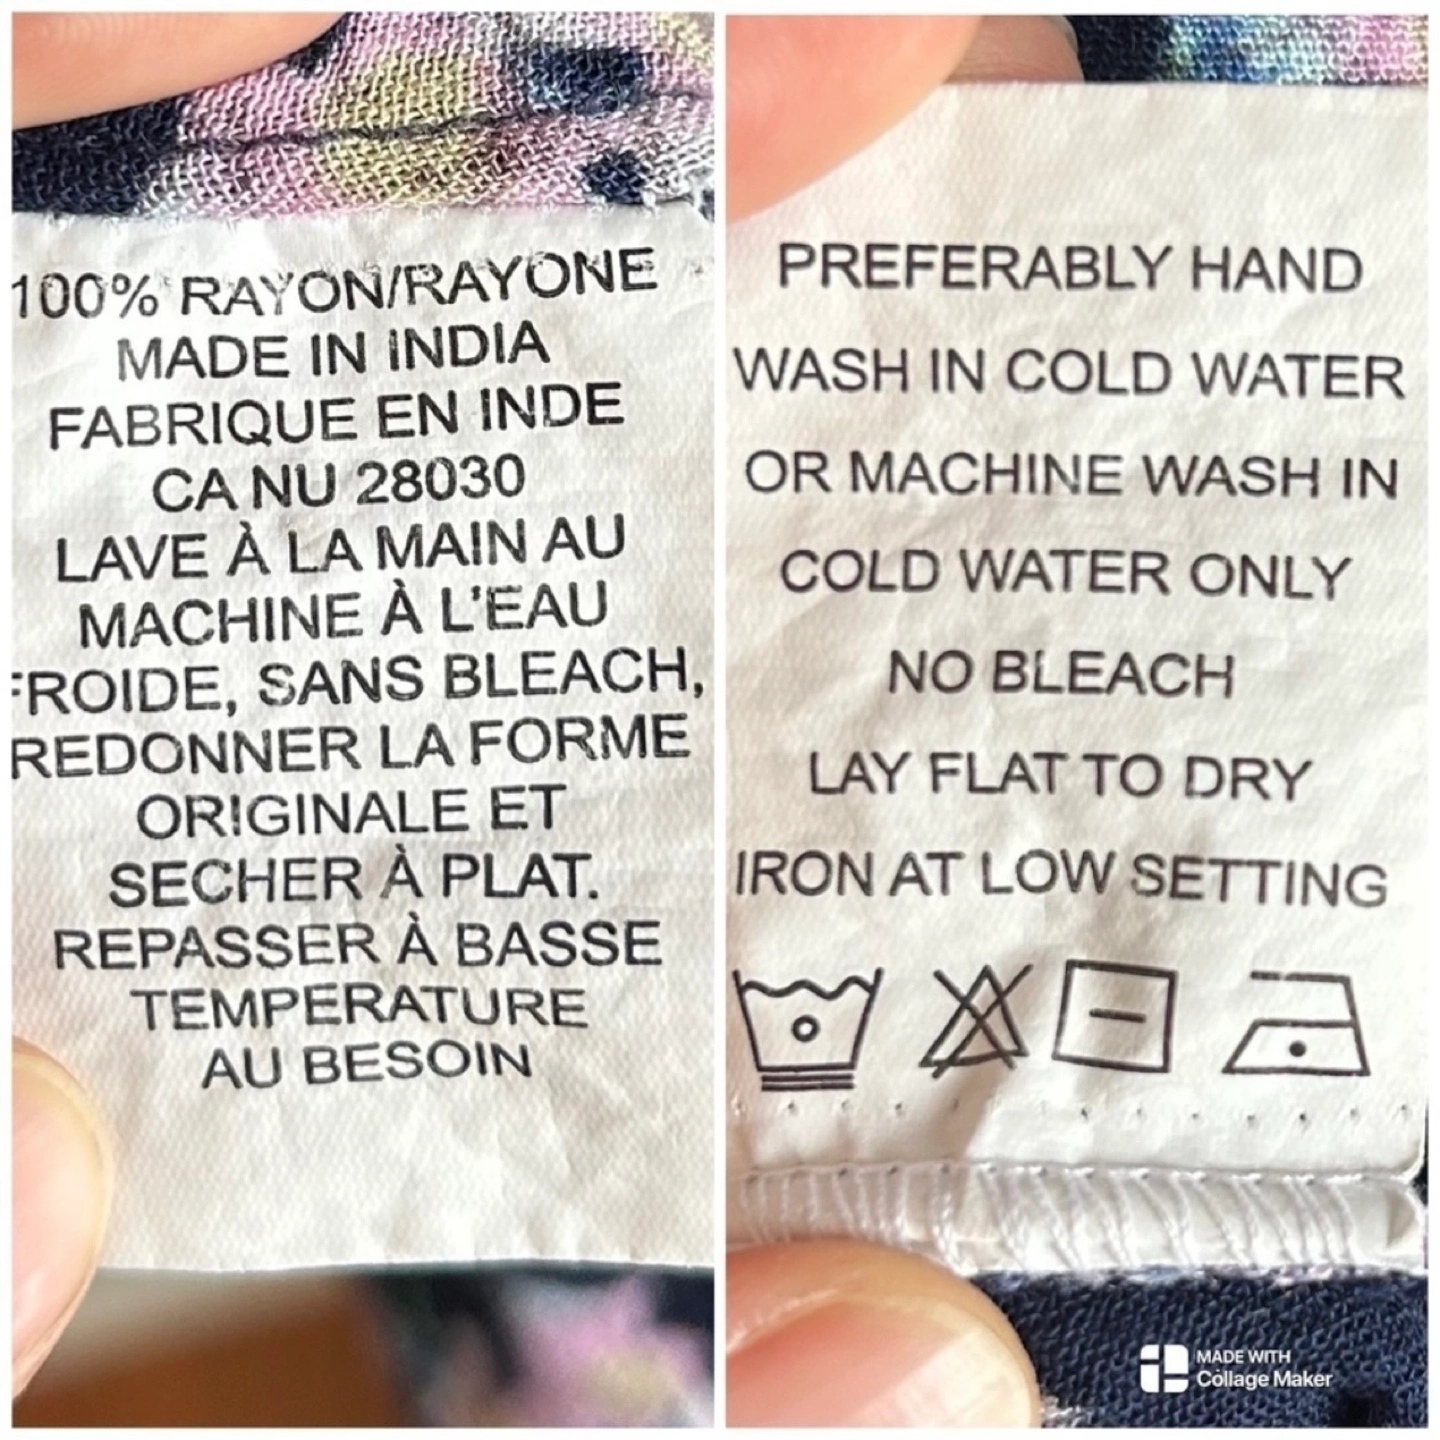 100% RAYON/RAYONE
MADE IN INDIA
FABRIQUE EN INDE
CA NU 28030
LAVE À LA MAIN AU
MACHINE À L'EAU
FROIDE, SANS BLEACH,
REDONNER LA FORME
ORIGINALE ET
SECHER À PLAT.
REPASSER À BASSE
TEMPERATURE
AU BESOIN
PREFERABLY HAND
WASH IN COLD WATER
OR MACHINE WASH IN
COLD WATER ONLY
NO BLEACH
LAY FLAT TO DRY
IRON AT LOW SETTING
MADE WITH
Collage Maker